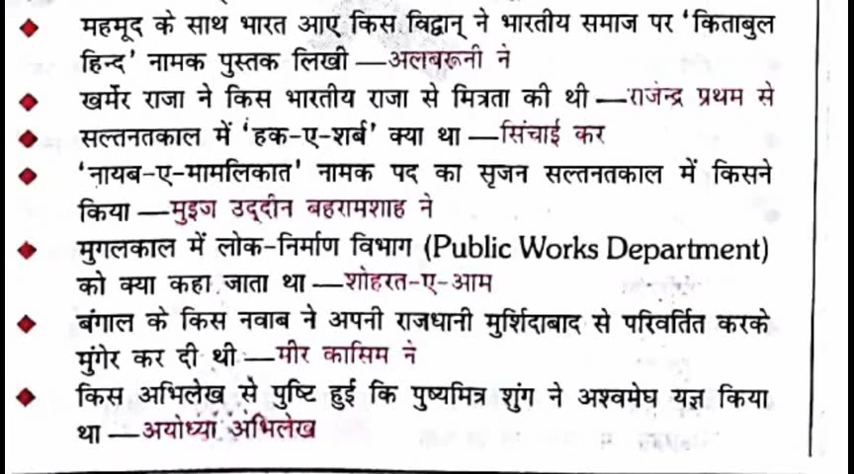 महमूद के साथ भारत आए किस विद्वान् ने भारतीय समाज पर 'किताबुल
हिन्द' नामक पुस्तक लिखी —अलबरूनी ने
खमेंर राजा ने किस भारतीय राजा से मित्रता की थी —राजेन्द्र प्रथम से
सल्तनतकाल में 'हक-ए-शर्ब' क्या था —सिंचाई कर
'नायब-ए-मामलिकात' नामक पद का सृजन सल्तनतकाल में किसने
किया —मुइज उद्दीन बहरामशाह ने
मुगलकाल में लोक-निर्माण विभाग (Public Works Department)
को क्या कहा जाता था —शोहरत-ए-आम
बंगाल के किस नवाब ने अपनी राजधानी मुर्शिदाबाद से परिवर्तित करके
मुंगेर कर दी थी —मीर कासिम ने
किस अभिलेख से पुष्टि हुई कि पुष्यमित्र शुंग ने अश्वमेघ यज्ञ किया
था —अयोध्या अभिलेख